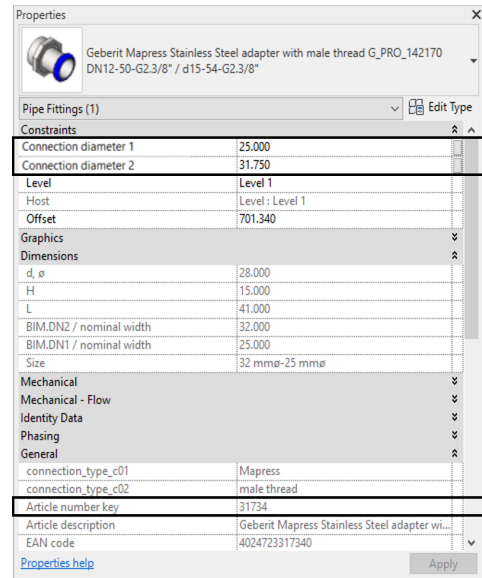 Properties
Geberit Mapress Stainless Steel adapter with male thread G_PRO_142170
DN12-50-G2.3/8" / d15-54-G2.3/8"
Pipe Fittings (1) Edit Type
Constraints
Connection diameter 1 25.000
Connection diameter 2 31.750
Level Level 1
Host Level : Level 1
Offset 701.340
Graphics
Dimensions
d, ø 28.000
H 15.000
L 41.000
BIM.DN2 / nominal width 32.000
BIM.DN1 / nominal width 25.000
Size 32 mmø-25 mmø
Mechanical
Mechanical - Flow
Identity Data
Phasing
General
connection_type_c01 Mapress
connection_type_c02 male thread
Article number key 31734
Article description Geberit Mapress Stainless Steel adapter wi...
EAN code 4024723317340
Properties help Apply